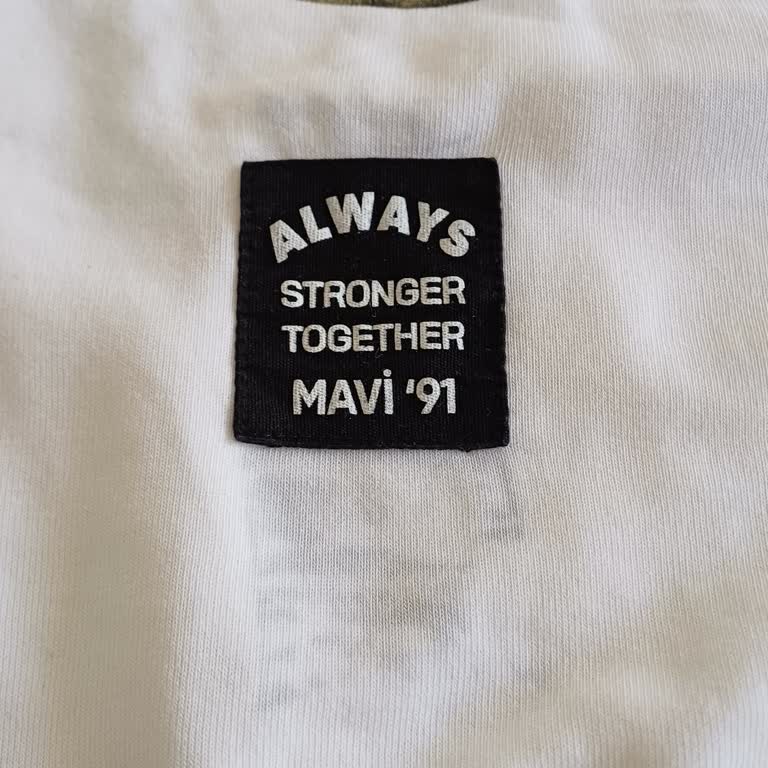 ALWAYS
STRONGER
TOGETHER
MAVİ '91